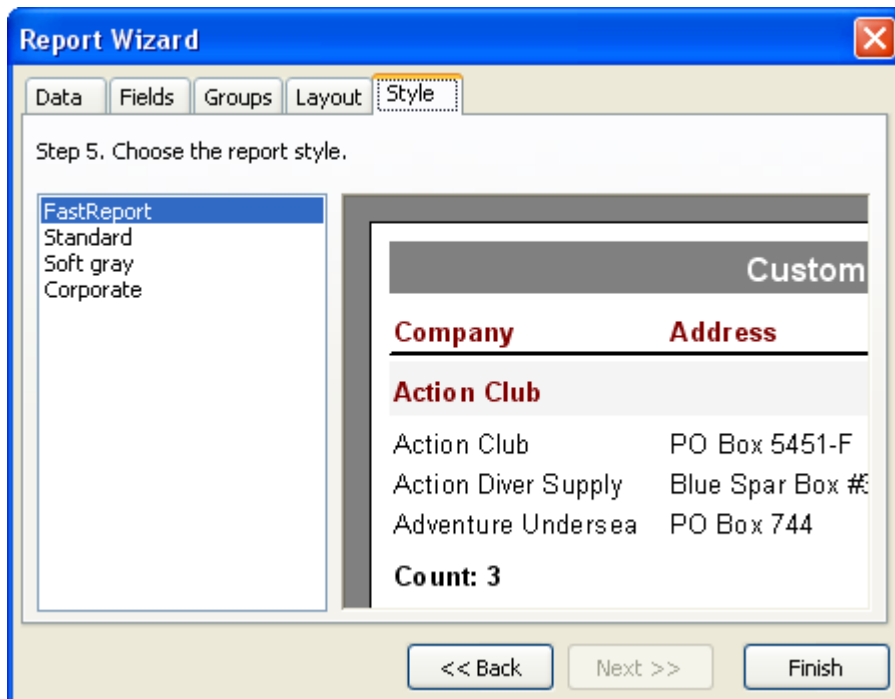 Report Wizard
Data Fields Groups Layout Style
Step 5. Choose the report style.
FastReport
Standard
Soft gray
Corporate
Custom
Company Address
Action Club
Action Club PO Box 5451-F
Action Diver Supply Blue Spar Box #3
Adventure Undersea PO Box 744
Count: 3
<< Back Next >> Finish